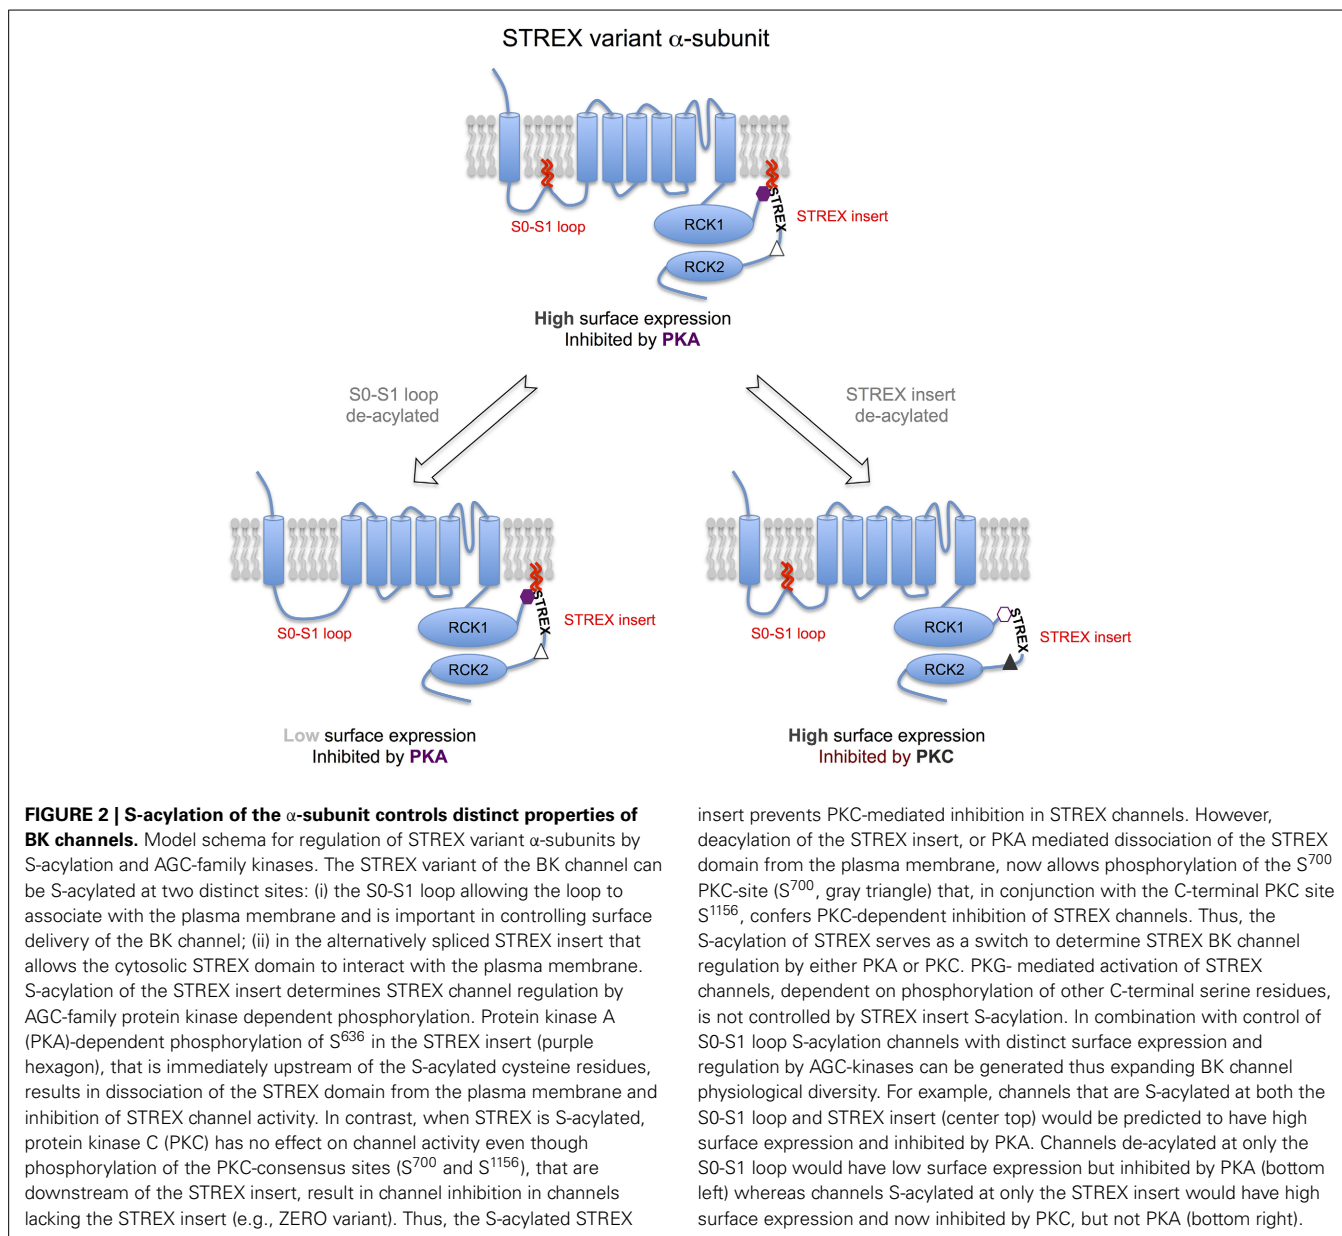 STREX variant α-subunit
S0-S1 loop
STREX
STREX insert
RCK1
RCK2
High surface expression
Inhibited by PKA
S0-S1 loop
de-acylated
STREX insert
de-acylated
S0-S1 loop
STREX
STREX insert
RCK1
RCK2
Low surface expression
Inhibited by PKA
S0-S1 loop
STREX
STREX insert
RCK1
RCK2
High surface expression
Inhibited by PKC
FIGURE 2 | S-acylation of the α-subunit controls distinct properties of
BK channels. Model schema for regulation of STREX variant α-subunits by
S-acylation and AGC-family kinases. The STREX variant of the BK channel can
be S-acylated at two distinct sites: (i) the S0-S1 loop allowing the loop to
associate with the plasma membrane and is important in controlling surface
delivery of the BK channel; (ii) in the alternatively spliced STREX insert that
allows the cytosolic STREX domain to interact with the plasma membrane.
S-acylation of the STREX insert determines STREX channel regulation by
AGC-family protein kinase dependent phosphorylation. Protein kinase A
(PKA)-dependent phosphorylation of S636 in the STREX insert (purple
hexagon), that is immediately upstream of the S-acylated cysteine residues,
results in dissociation of the STREX domain from the plasma membrane and
inhibition of STREX channel activity. In contrast, when STREX is S-acylated,
protein kinase C (PKC) has no effect on channel activity even though
phosphorylation of the PKC-consensus sites (S700 and S1156), that are
downstream of the STREX insert, result in channel inhibition in channels
lacking the STREX insert (e.g., ZERO variant). Thus, the S-acylated STREX
insert prevents PKC-mediated inhibition in STREX channels. However,
deacylation of the STREX insert, or PKA mediated dissociation of the STREX
domain from the plasma membrane, now allows phosphorylation of the S700
PKC-site (S700, gray triangle) that, in conjunction with the C-terminal PKC site
S1156, confers PKC-dependent inhibition of STREX channels. Thus, the
S-acylation of STREX serves as a switch to determine STREX BK channel
regulation by either PKA or PKC. PKG- mediated activation of STREX
channels, dependent on phosphorylation of other C-terminal serine residues,
is not controlled by STREX insert S-acylation. In combination with control of
S0-S1 loop S-acylation channels with distinct surface expression and
regulation by AGC-kinases can be generated thus expanding BK channel
physiological diversity. For example, channels that are S-acylated at both the
S0-S1 loop and STREX insert (center top) would be predicted to have high
surface expression and inhibited by PKA. Channels de-acylated at only the
S0-S1 loop would have low surface expression but inhibited by PKA (bottom
left) whereas channels S-acylated at only the STREX insert would have high
surface expression and now inhibited by PKC, but not PKA (bottom right).